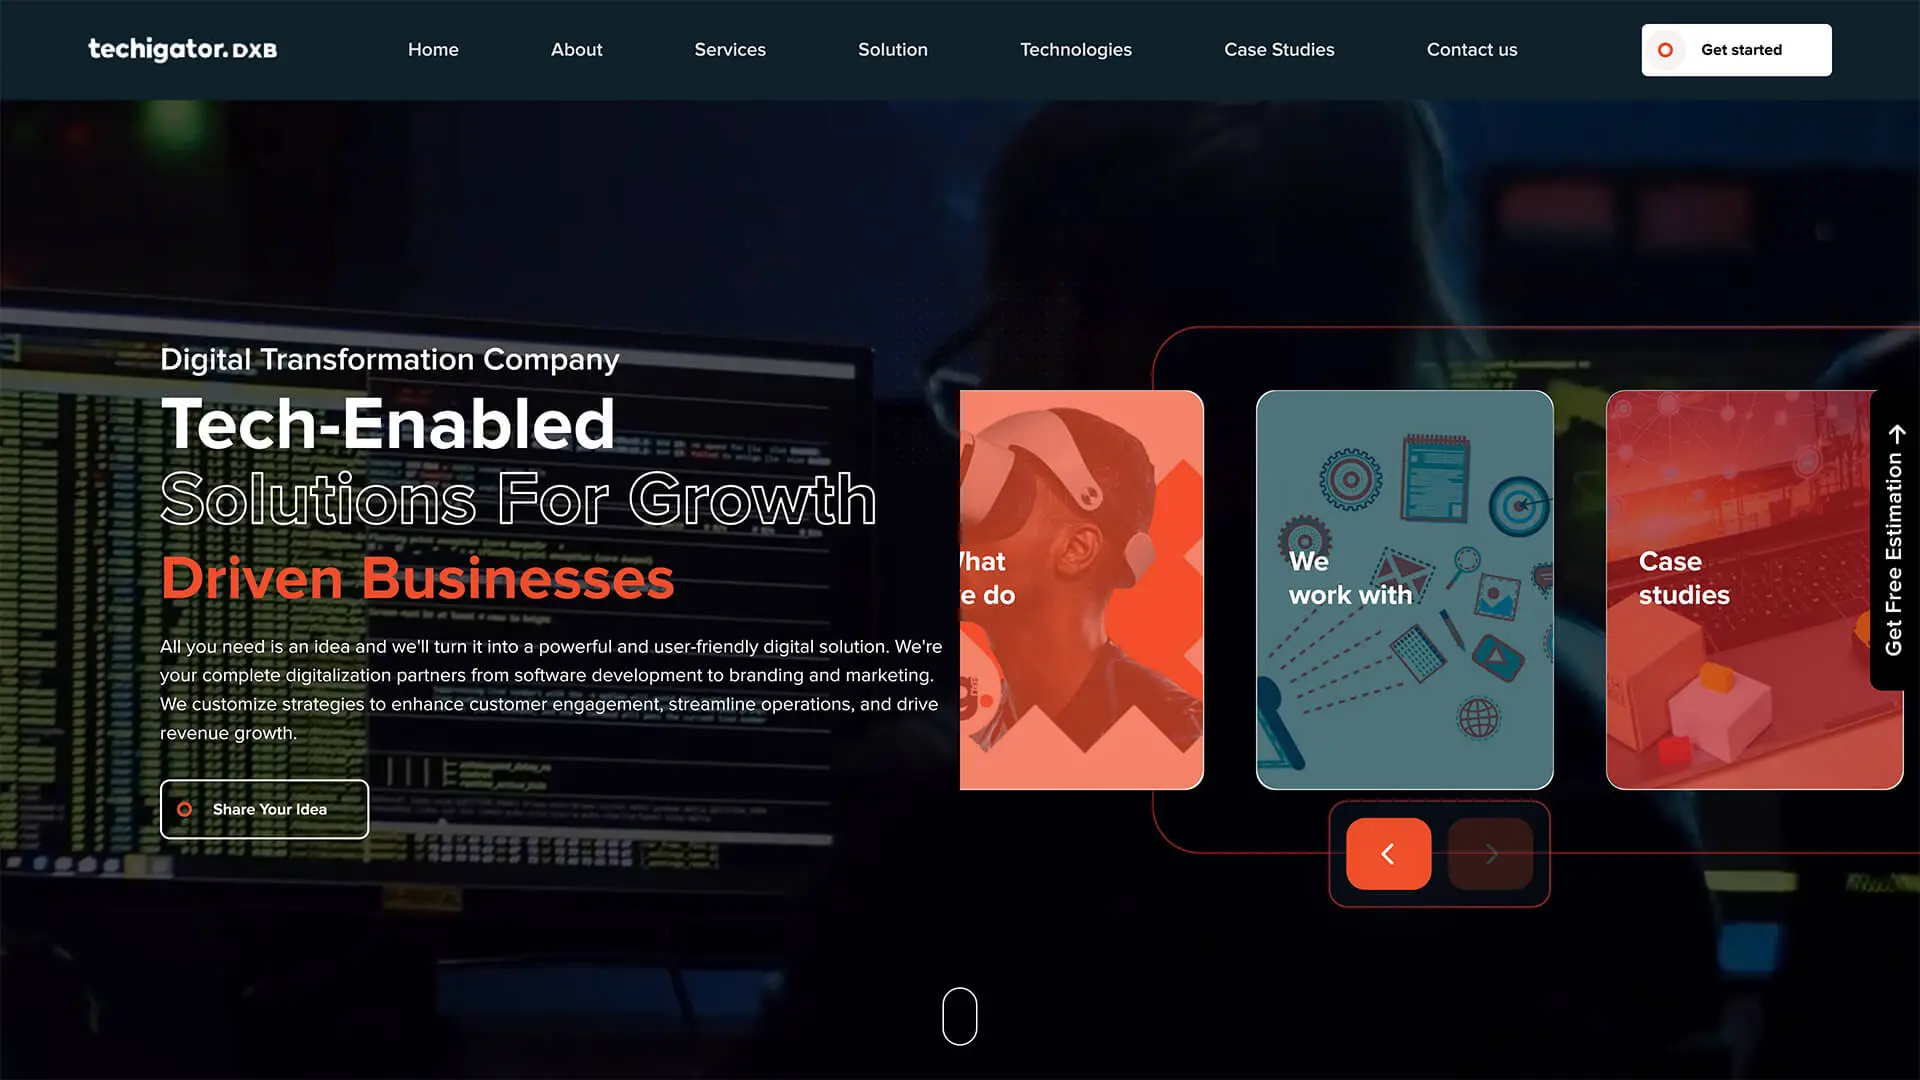 techigator.DXB
Home
About
Services
Solution
Technologies
Case Studies
Contact us
Get started
Digital Transformation Company
Tech-Enabled
Solutions For Growth
Driven Businesses
All you need is an idea and we'll turn it into a powerful and user-friendly digital solution. We're
your complete digitalization partners from software development to branding and marketing.
We customize strategies to enhance customer engagement, streamline operations, and drive
revenue growth.
Share Your Idea
do
We
work with
Case
studies
Get Free Estimation